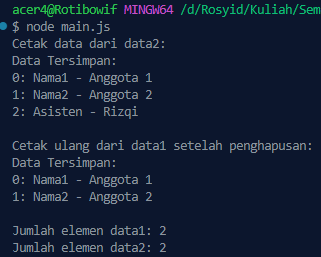 acer4@Rotibowif MINGW64 /d/Rosyid/Kuliah/Sem
$ node main.js
Cetak data dari data2:
Data Tersimpan:
0: Nama1 - Anggota 1
1: Nama2 - Anggota 2
2: Asisten - Rizqi
Cetak ulang dari data1 setelah penghapusan:
Data Tersimpan:
0: Nama1 - Anggota 1
1: Nama2 - Anggota 2
Jumlah elemen data1: 2
Jumlah elemen data2: 2